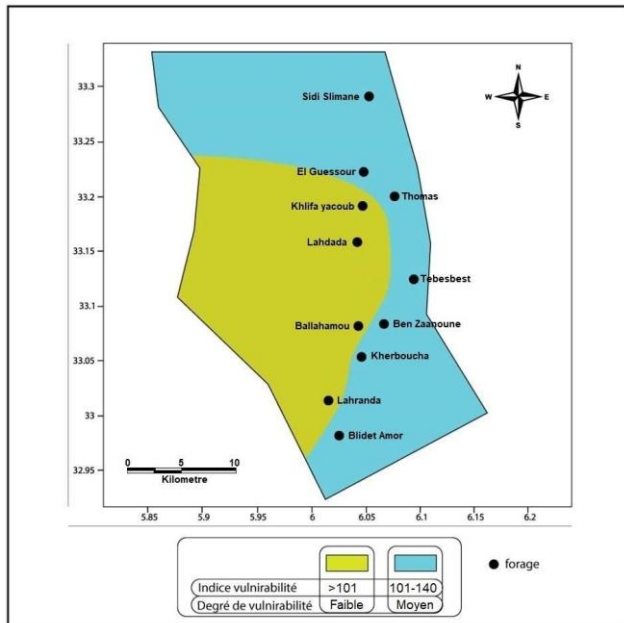 33.3
33.25
33.2
33.15
33.1
33.05
33
32.95
N
W E
S
Sidi Slimane
El Guessour
Thomas
Khlifa yacoub
Lahdada
Tebesbest
Ballahamou
Ben Zaanoune
Kherboucha
Lahranda
Blidet Amor
0 5 10
Kilometre
5.85 5.9 5.95 6 6.05 6.1 6.15 6.2
forage
Indice vulnirabilité >101 101-140
Degré de vulnirabilité Faible Moyen